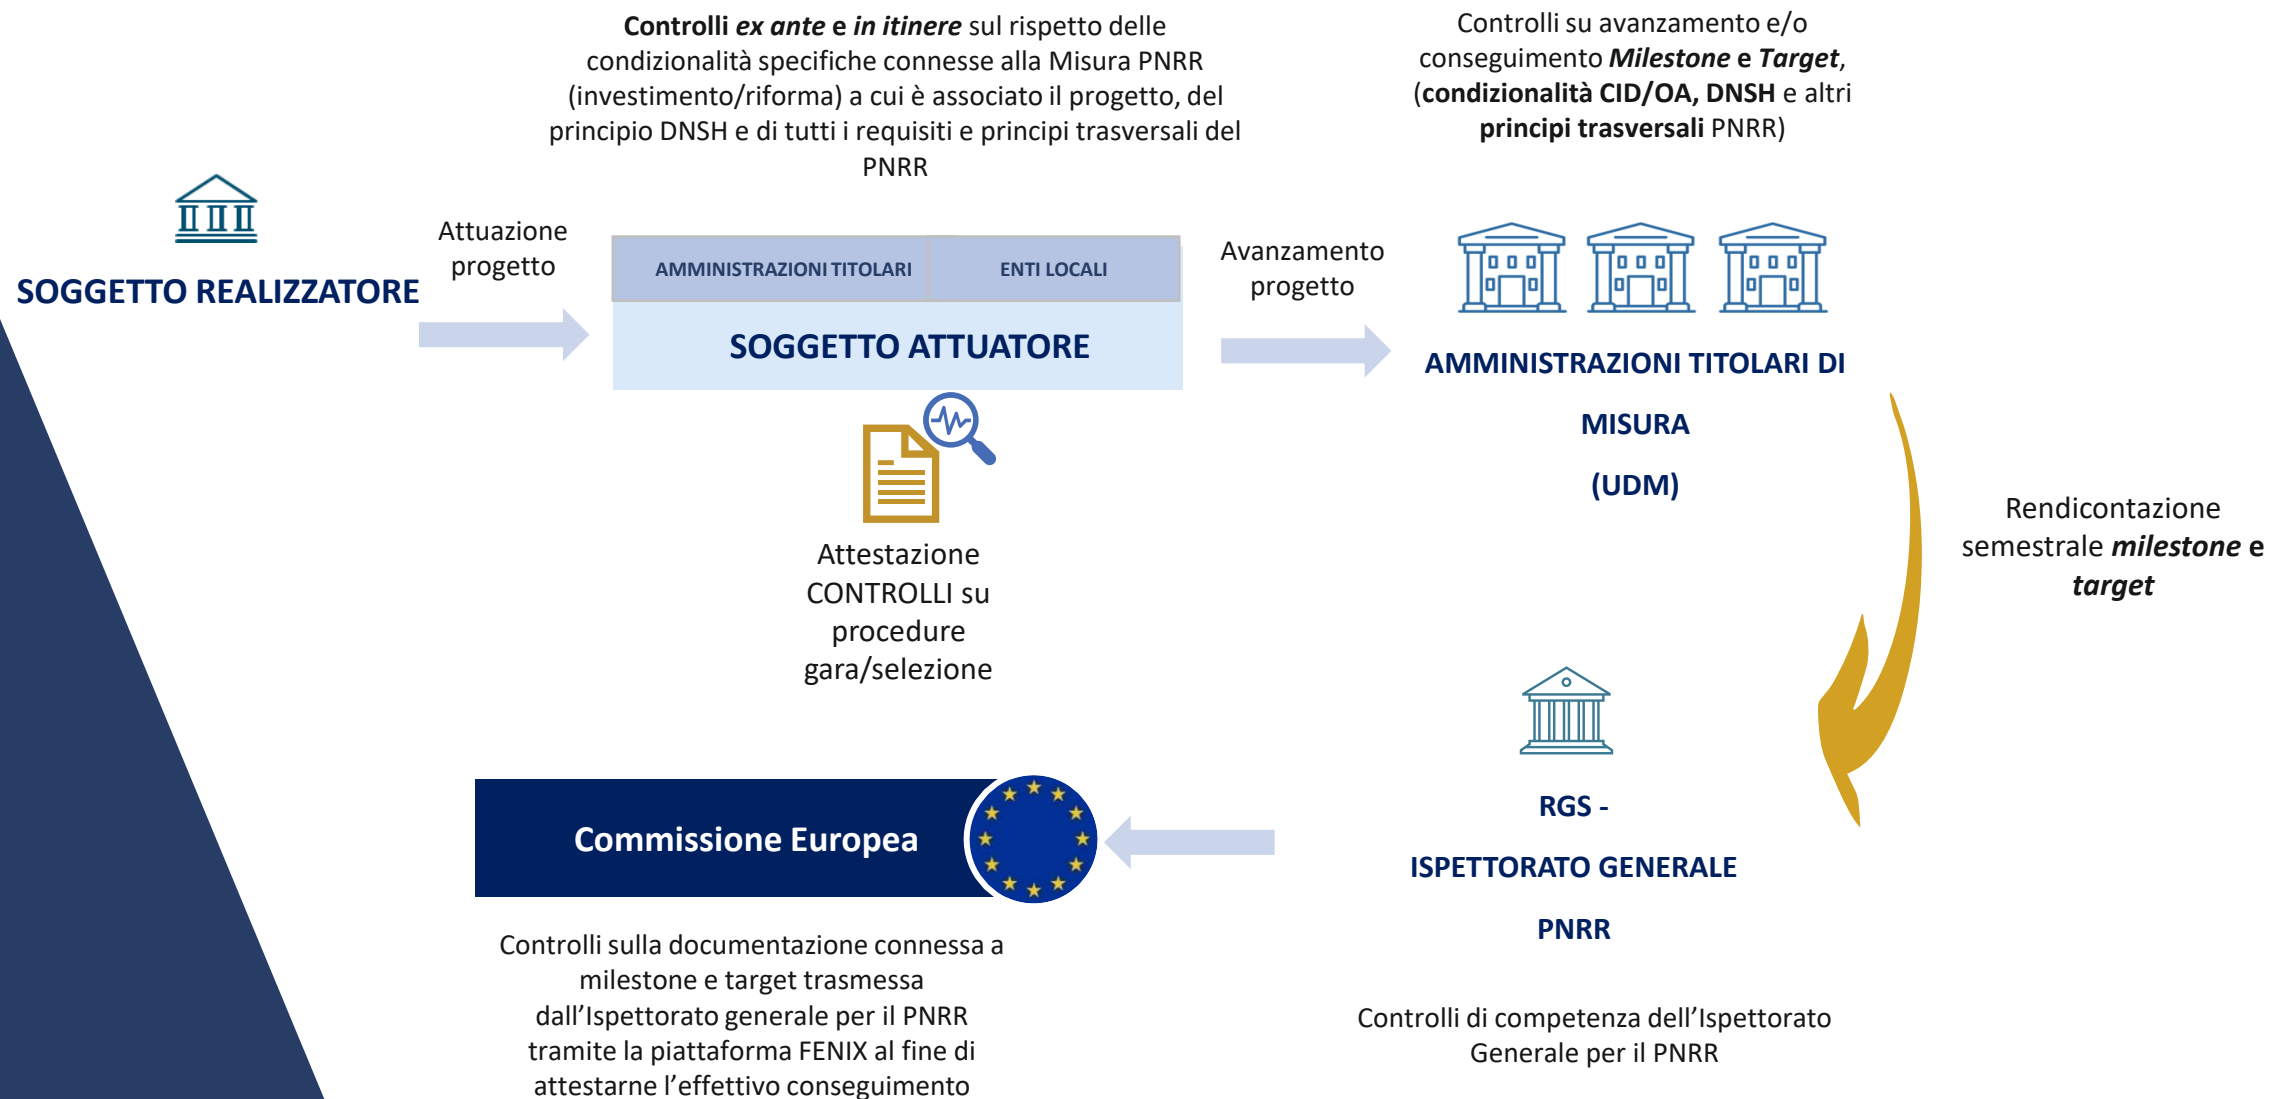 Controlli ex ante e in itinere sul rispetto delle
condizionalità specifiche connesse alla Misura PNRR
(investimento/riforma) a cui è associato il progetto, del
principio DNSH e di tutti i requisiti e principi trasversali del
PNRR
Controlli su avanzamento e/o
conseguimento Milestone e Target,
(condizionalità CID/OA, DNSH e altri
principi trasversali PNRR)
SOGGETTO REALIZZATORE
Attuazione
progetto
AMMINISTRAZIONI TITOLARI
ENTI LOCALI
SOGGETTO ATTUATORE
Avanzamento
progetto
AMMINISTRAZIONI TITOLARI DI
MISURA
(UDM)
Attestazione
CONTROLLI su
procedure
gara/selezione
Rendicontazione
semestrale milestone e
target
RGS -
ISPETTORATO GENERALE
PNRR
Controlli di competenza dell’Ispettorato
Generale per il PNRR
Commissione Europea
Controlli sulla documentazione connessa a
milestone e target trasmessa
dall’Ispettorato generale per il PNRR
tramite la piattaforma FENIX al fine di
attestarne l’effettivo conseguimento